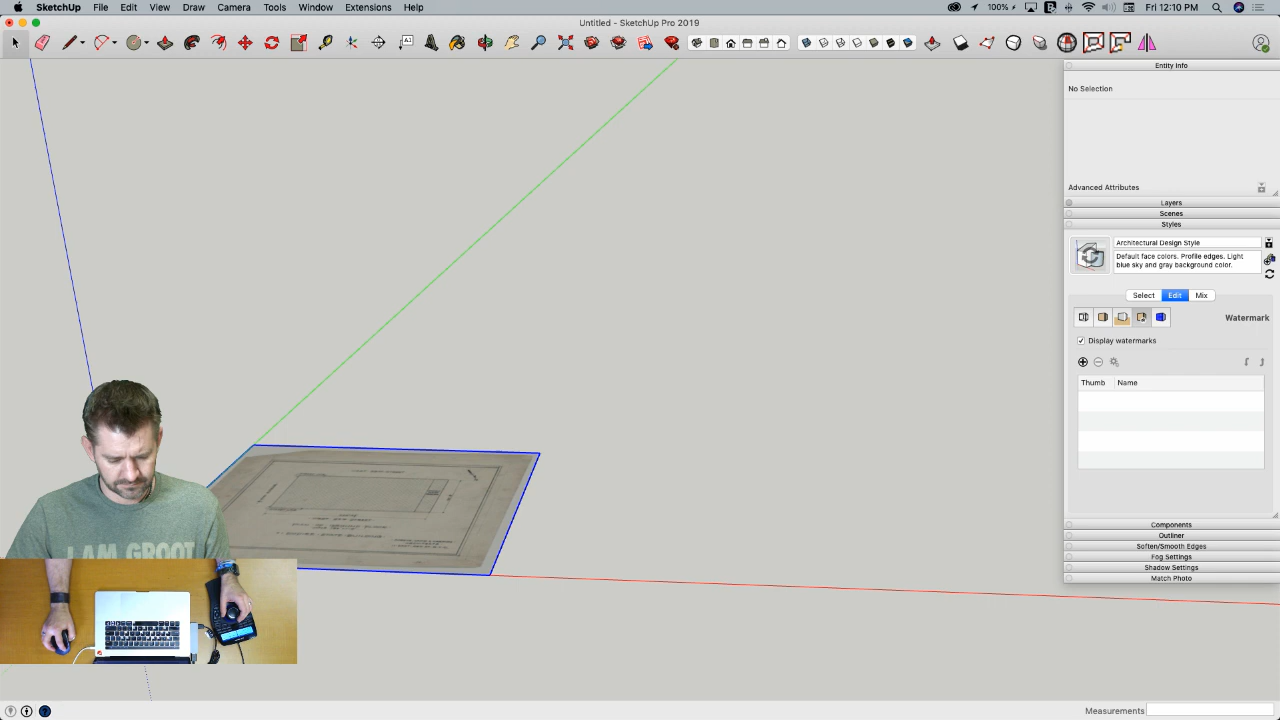 SketchUp File Edit View Draw Camera Tools Window Extensions Help
100% Fri 12:10 PM
Untitled - SketchUp Pro 2019
Entity Info
No Selection
Advanced Attributes
Layers
Scenes
Styles
Architectural Design Style
Default face colors. Profile edges. Light
blue sky and gray background color.
Select Edit Mix
Watermark
Display watermarks
Thumb Name
Components
Outliner
Soften/Smooth Edges
Fog Settings
Shadow Settings
Match Photo
I AM GROOT
Measurements